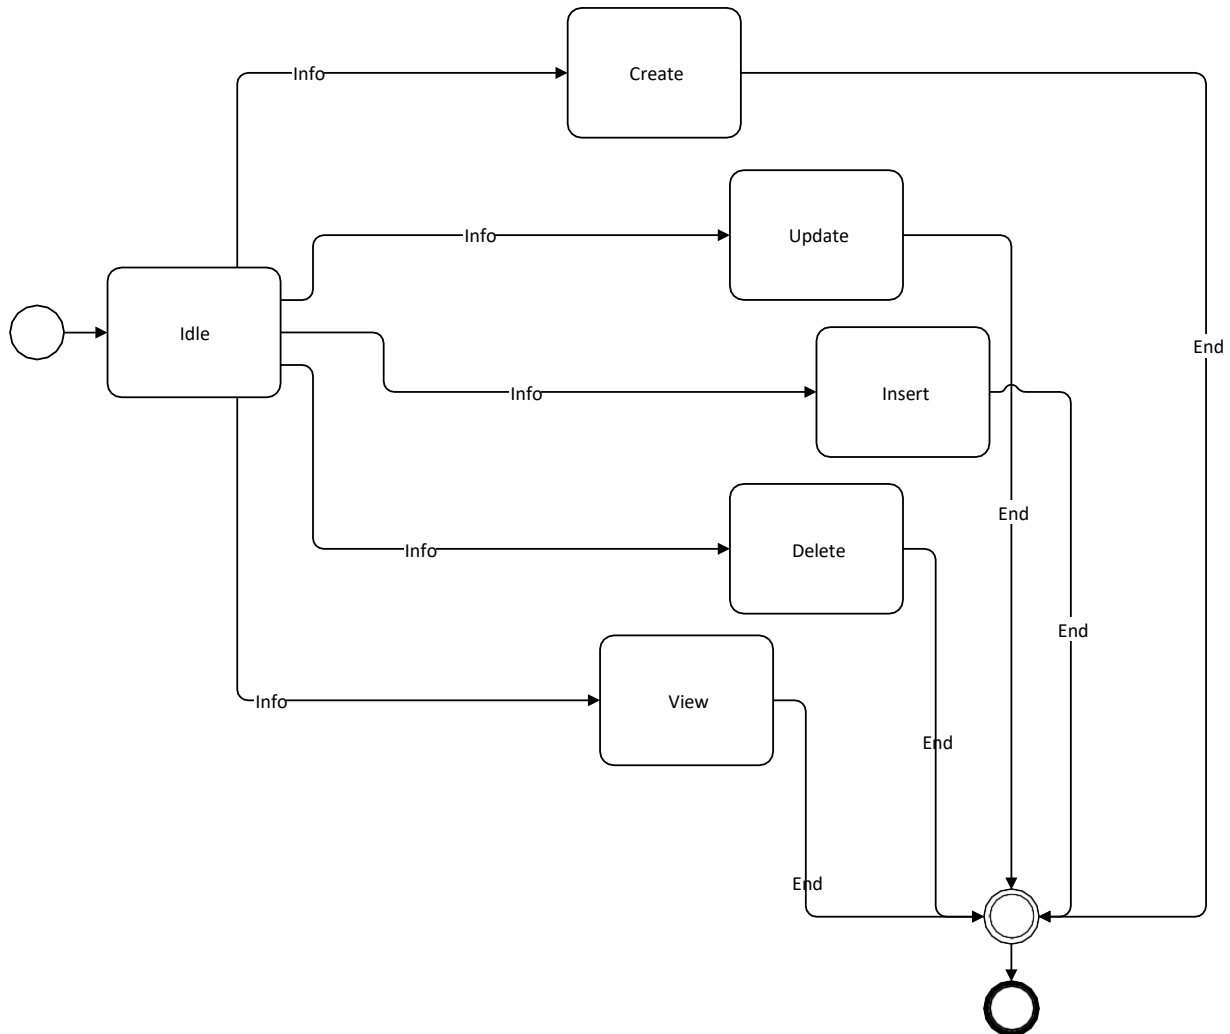 Info
Create
Info
Update
Idle
End
Info
Insert
End
Info
Delete
End
Info
View
End
End